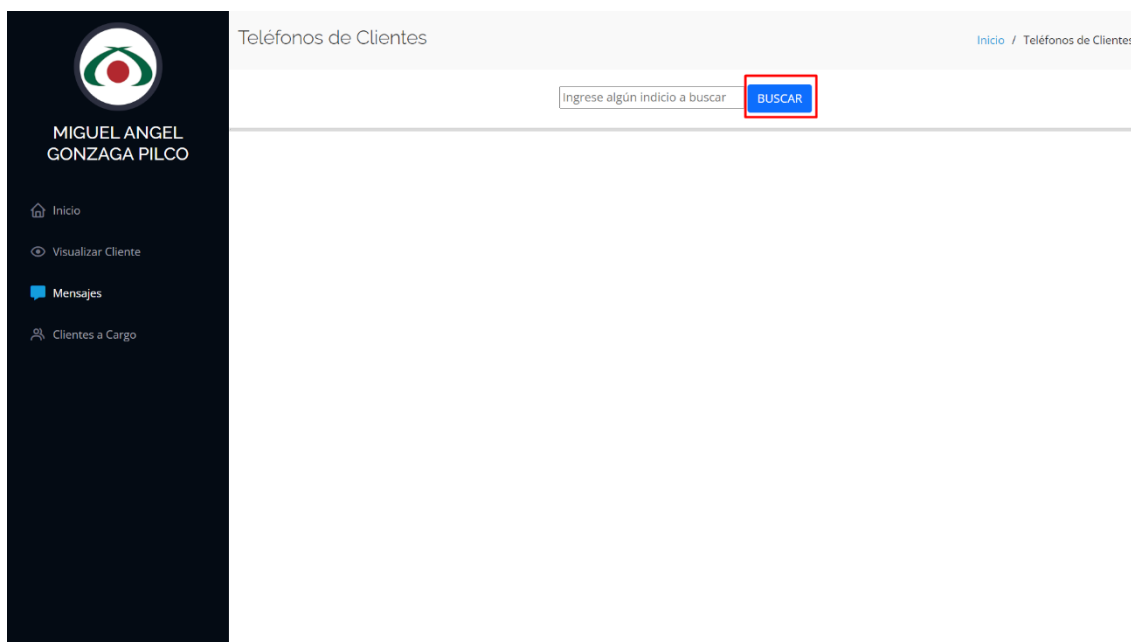 Teléfonos de Clientes
Inicio / Teléfonos de Clientes
Ingrese algún indicio a buscar
BUSCAR
MIGUEL ANGEL
GONZAGA PILCO
Inicio
Visualizar Cliente
Mensajes
Clientes a Cargo